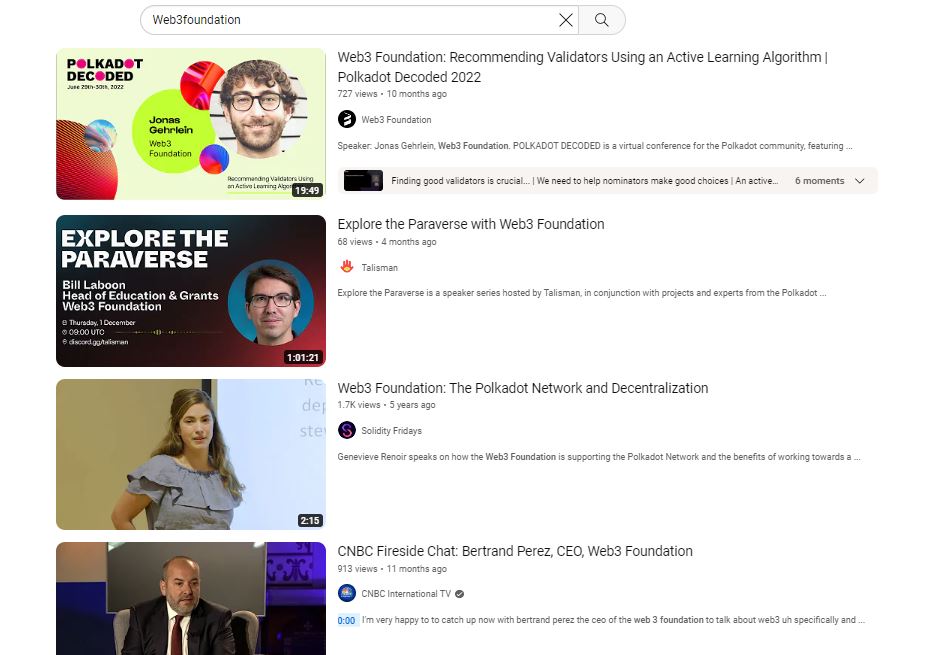 Web3foundation
POLKADOT
DECODED
June 29th-30th, 2022
Jonas
Gehrlein
Web3
Foundation
Recommending Validators Using
an Active Learning Algor
19:49
Web3 Foundation: Recommending Validators Using an Active Learning Algorithm |
Polkadot Decoded 2022
727 views • 10 months ago
Web3 Foundation
Speaker: Jonas Gehrlein, Web3 Foundation. POLKADOT DECODED is a virtual conference for the Polkadot community, featuring ...
Finding good validators is crucial... | We need to help nominators make good choices | An active...
6 moments
EXPLORE THE
PARAVERSE
Bill Laboon
Head of Education & Grants
Web3 Foundation
Thursday, 1 December
09:00 UTC
discord.gg/talisman
1:01:21
Explore the Paraverse with Web3 Foundation
68 views • 4 months ago
Talisman
Explore the Paraverse is a speaker series hosted by Talisman, in conjunction with projects and experts from the Polkadot ...
Re
dep
stev
2:15
Web3 Foundation: The Polkadot Network and Decentralization
1.7K views • 5 years ago
Solidity Fridays
Genevieve Renoir speaks on how the Web3 Foundation is supporting the Polkadot Network and the benefits of working towards a ...
CNBC Fireside Chat: Bertrand Perez, CEO, Web3 Foundation
913 views • 11 months ago
CNBC International TV
0:00 I'm very happy to to catch up now with bertrand perez the ceo of the web 3 foundation to talk about web3 uh specifically and ...